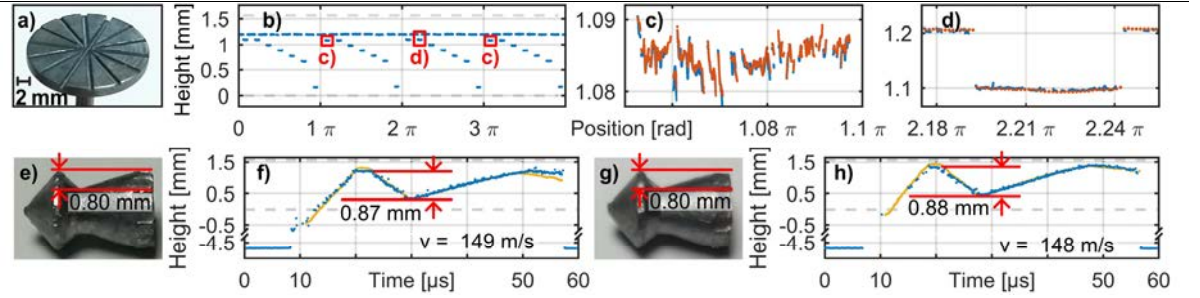 a)
2 mm
b)
Height [mm]
1.5
1
0.5
0
c)
d)
c)
0
1 π
2 π
3 π
c)
1.09
1.08
Position [rad]
1.08 π
1.1 π
d)
1.2
1.1
2.18 π
2.21 π
2.24 π
e)
0.80 mm
f)
Height [mm]
1.5
0.5
-0.5
-4.5
0.87 mm
v = 149 m/s
0
10
20
30
40
50
60
Time [µs]
g)
0.80 mm
h)
Height [mm]
1.5
0.5
-0.5
-4.5
0.88 mm
v = 148 m/s
0
10
20
30
40
50
60
Time [µs]